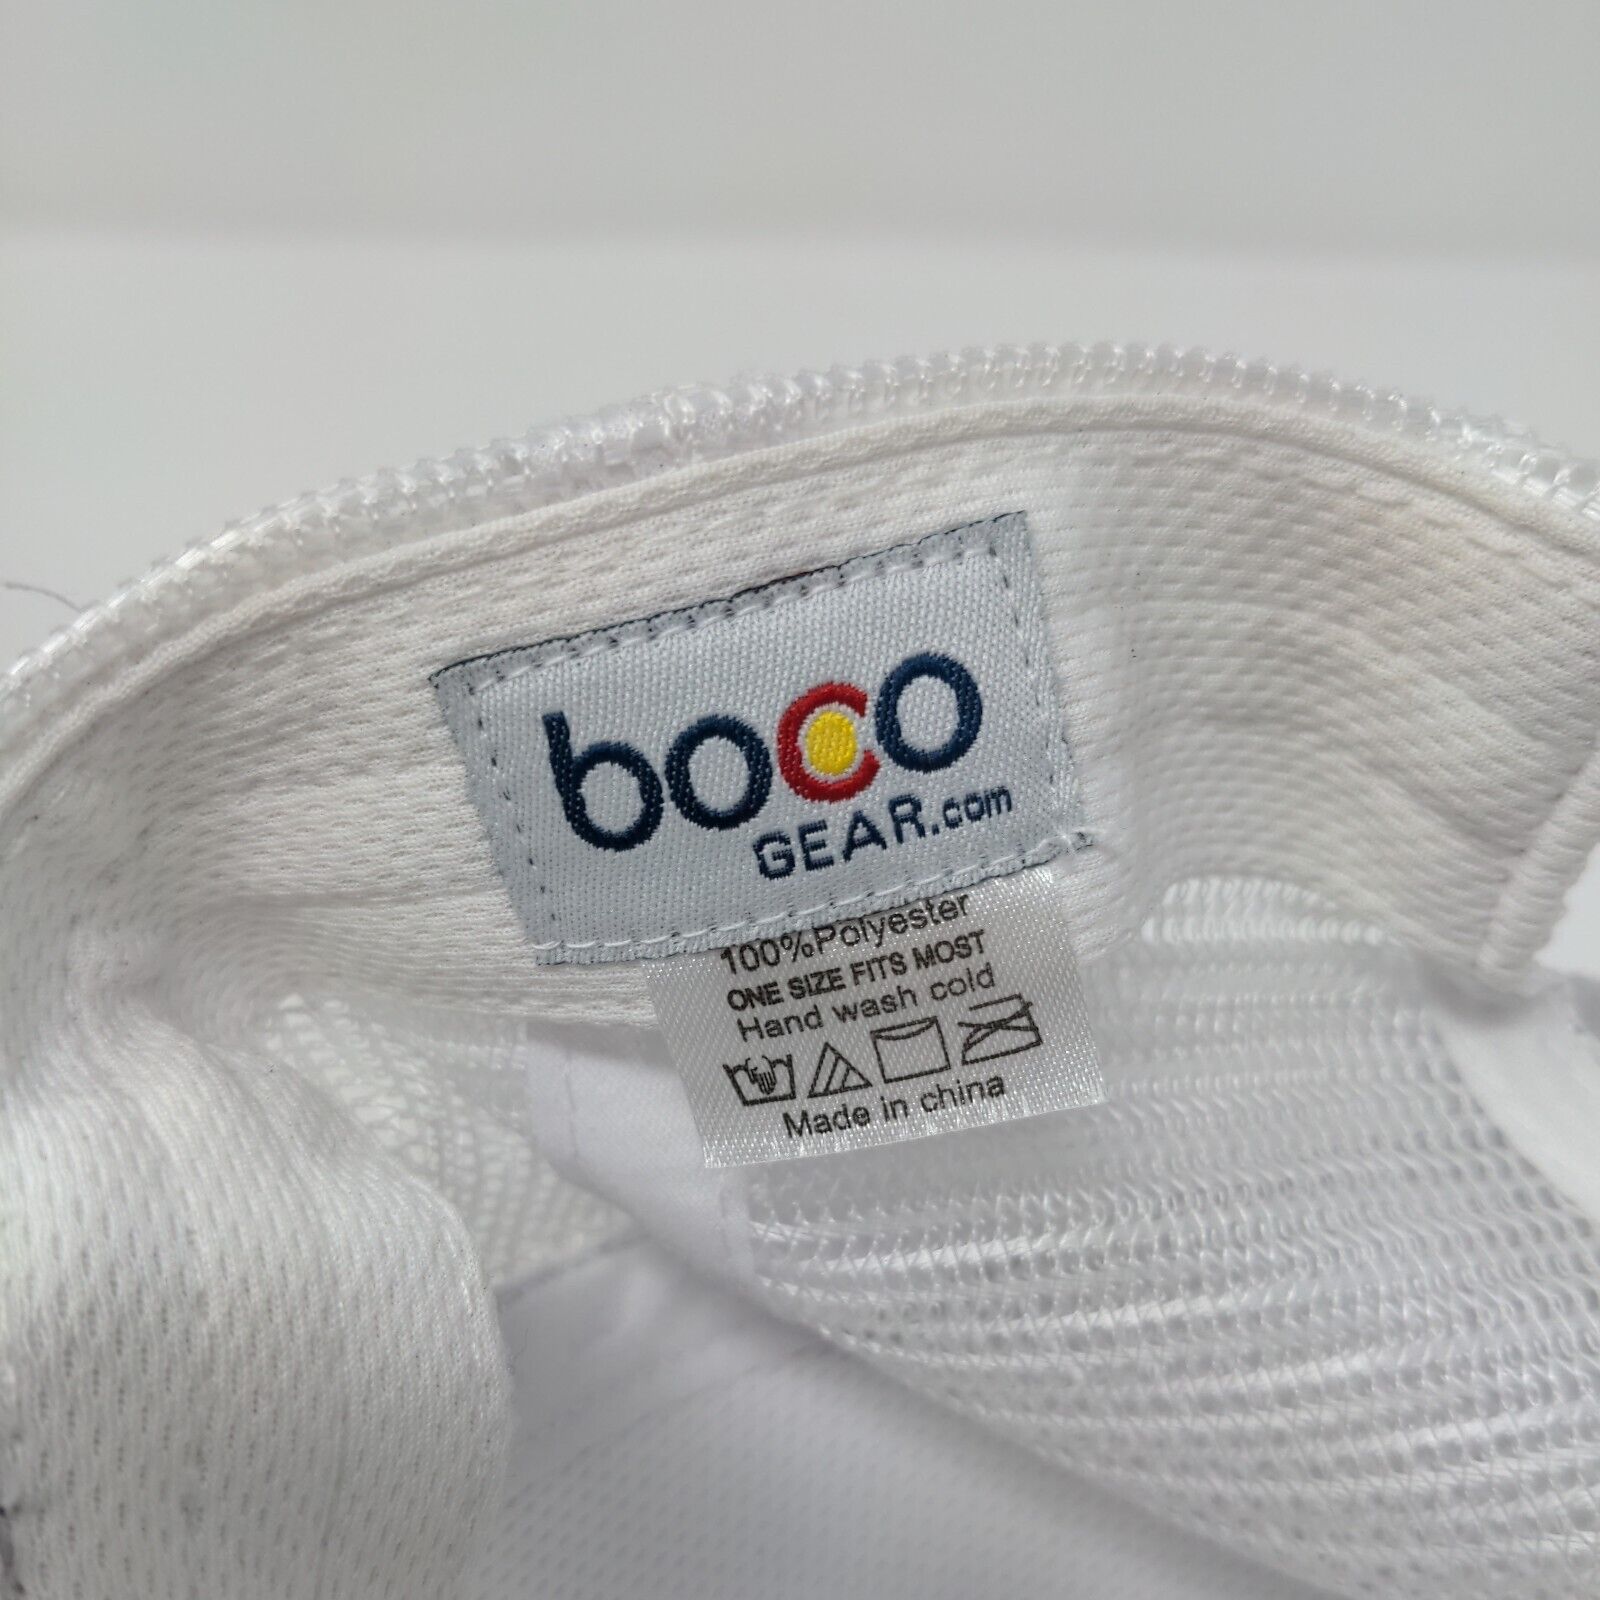 boco
GEAR.com
100%Polyester
ONE SIZE FITS MOST
Hand wash cold
Made in china